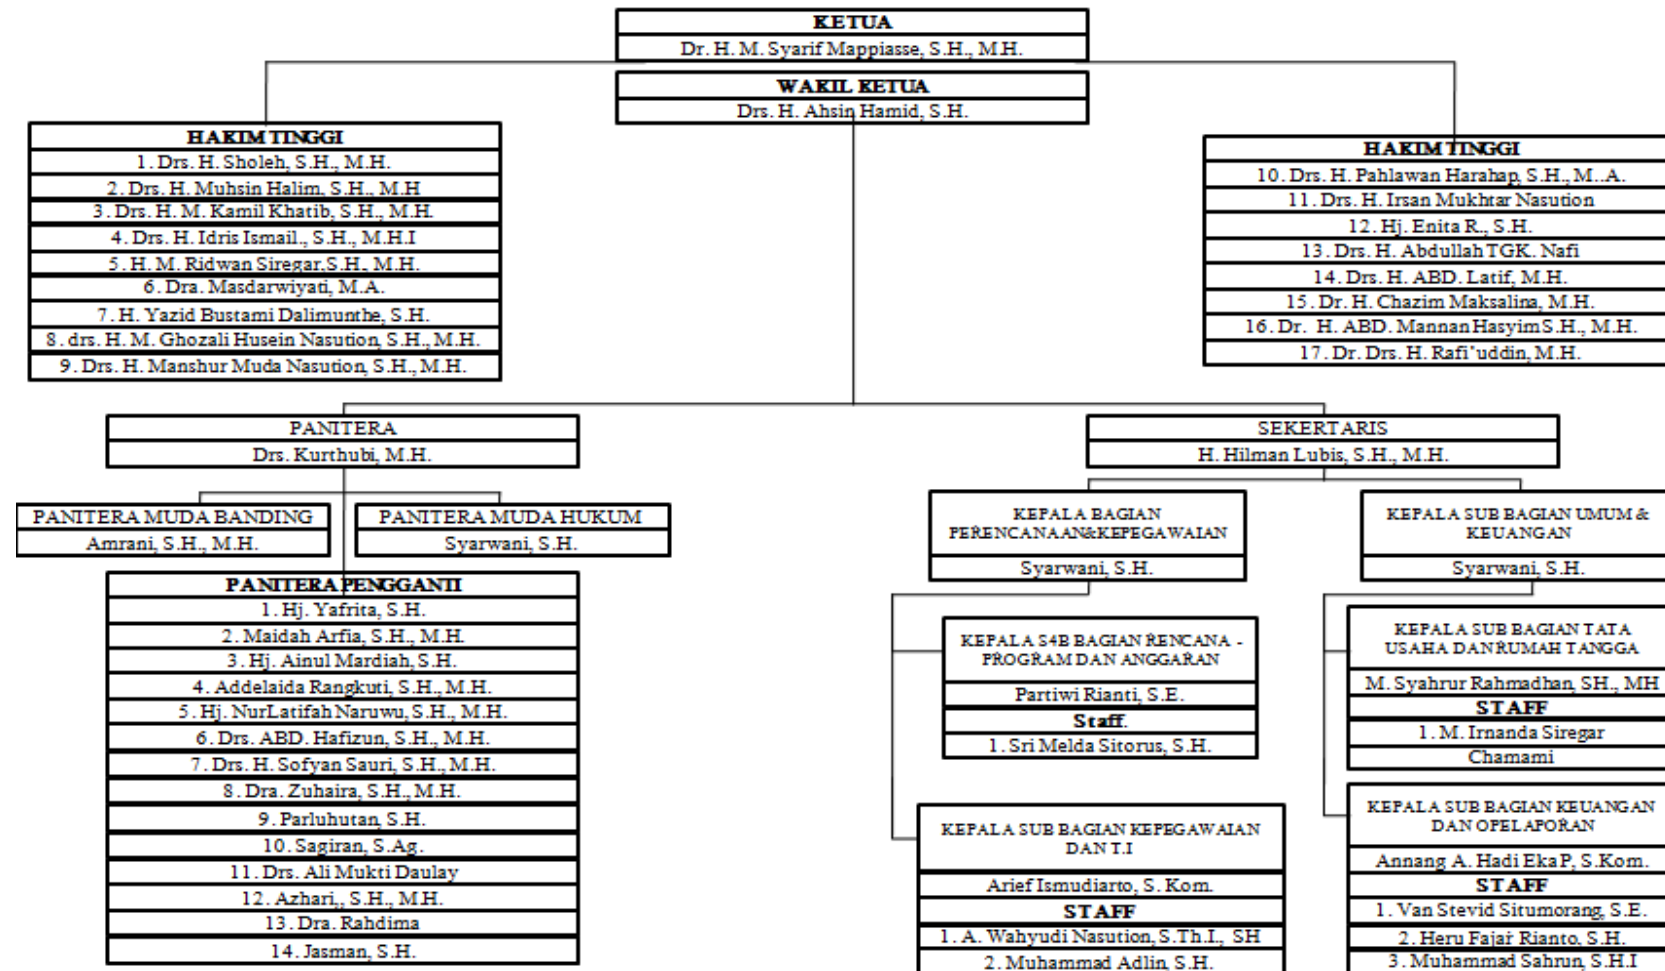 KETUA
Dr. H. M. Syarif Mappiasse, S.H., M.H.
WAKIL KETUA
Drs. H. Ahsin Hamid, S.H.
HAKIM TINGGI
1. Drs. H. Sholeh, S.H., M.H.
2. Drs. H. Muhsin Halim, S.H., M.H
3. Drs. H. M. Kamil Khatib, S.H., M.H.
4. Drs. H. Idris Ismail., S.H., M.H.I
5. H. M. Ridwan Siregar,S.H., M.H.
6. Dra. Masdarwiyati, M.A.
7. H. Yazid Bustami Dalimunthe, S.H.
8. drs. H. M. Ghozali Husein Nasution, S.H., M.H.
9. Drs. H. Manshur Muda Nasution, S.H., M.H.
HAKIM TINGGI
10. Drs. H. Pahlawan Harahap, S.H., M..A.
11. Drs. H. Irsan Mukhtar Nasution
12. Hj. Enita R., S.H.
13. Drs. H. Abdullah TGK. Nafi
14. Drs. H. ABD. Latif, M.H.
15. Dr. H. Chazim Maksalina, M.H.
16. Dr. H. ABD. Mannan Hasyim S.H., M.H.
17. Dr. Drs. H. Rafi'uddin, M.H.
PANITERA
Drs. Kurthubi, M.H.
SEKERTARIS
H. Hilman Lubis, S.H., M.H.
PANITERA MUDA BANDING
Amrani, S.H., M.H.
PANITERA MUDA HUKUM
Syarwani, S.H.
PANITERA PENGGANTI
1. Hj. Yafrita, S.H.
2. Maidah Arfia, S.H., M.H.
3. Hj. Ainul Mardiah, S.H.
4. Addelaida Rangkuti, S.H., M.H.
5. Hj. NurLatifah Naruwu, S.H., M.H.
6. Drs. ABD. Hafizun, S.H., M.H.
7. Drs. H. Sofyan Sauri, S.H., M.H.
8. Dra. Zuhaira, S.H., M.H.
9. Parluhutan, S.H.
10. Sagiran, S.Ag.
11. Drs. Ali Mukti Daulay
12. Azhari,, S.H., M.H.
13. Dra. Rahdima
14. Jasman, S.H.
KEPALA BAGIAN
PERENCANAAN&KEPEGAWAIAN
Syarwani, S.H.
KEPALA S4B BAGIAN RENCANA -
PROGRAM DAN ANGGARAN
Partiwi Rianti, S.E.
Staff.
1. Sri Melda Sitorus, S.H.
KEPALA SUB BAGIAN KEPEGAWAIAN
DAN T.I
Arief Ismudiarto, S. Kom.
STAFF
1. A. Wahyudi Nasution, S.Th.I., SH
2. Muhammad Adlin, S.H.
KEPALA SUB BAGIAN UMUM &
KEUANGAN
Syarwani, S.H.
KEPALA SUB BAGIAN TATA
USAHA DAN RUMAH TANGGA
M. Syahrur Rahmadhan, SH., MH
STAFF
1. M. Irnanda Siregar
Chamami
KEPALA SUB BAGIAN KEUANGAN
DAN OPELAPORAN
Annang A. Hadi Eka P, S.Kom.
STAFF
1. Van Stevid Situmorang, S.E.
2. Heru Fajar Rianto, S.H.
3. Muhammad Sahrun, S.H.I